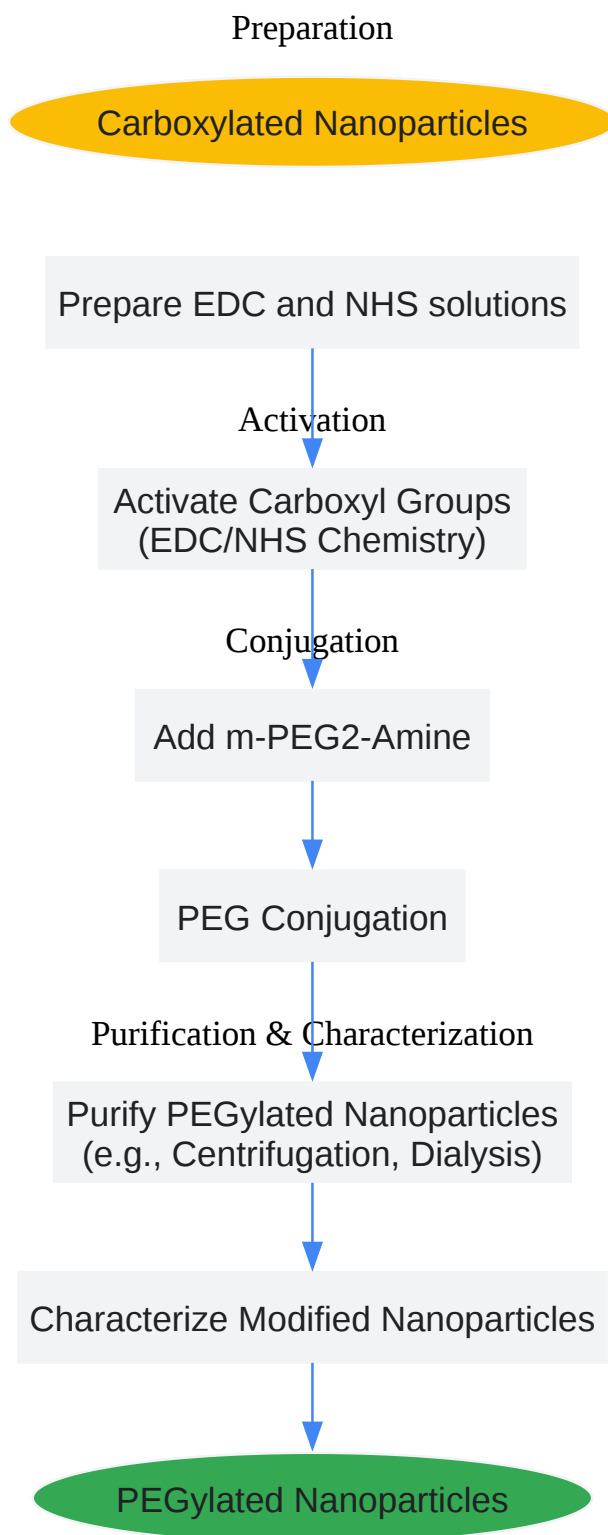 Preparation
Carboxylated Nanoparticles
Prepare EDC and NHS solutions
Activation
Activate Carboxyl Groups
(EDC/NHS Chemistry)
Conjugation
Add m-PEG2-Amine
PEG Conjugation
Purification & Characterization
Purify PEGylated Nanoparticles
(e.g., Centrifugation, Dialysis)
Characterize Modified Nanoparticles
PEGylated Nanoparticles